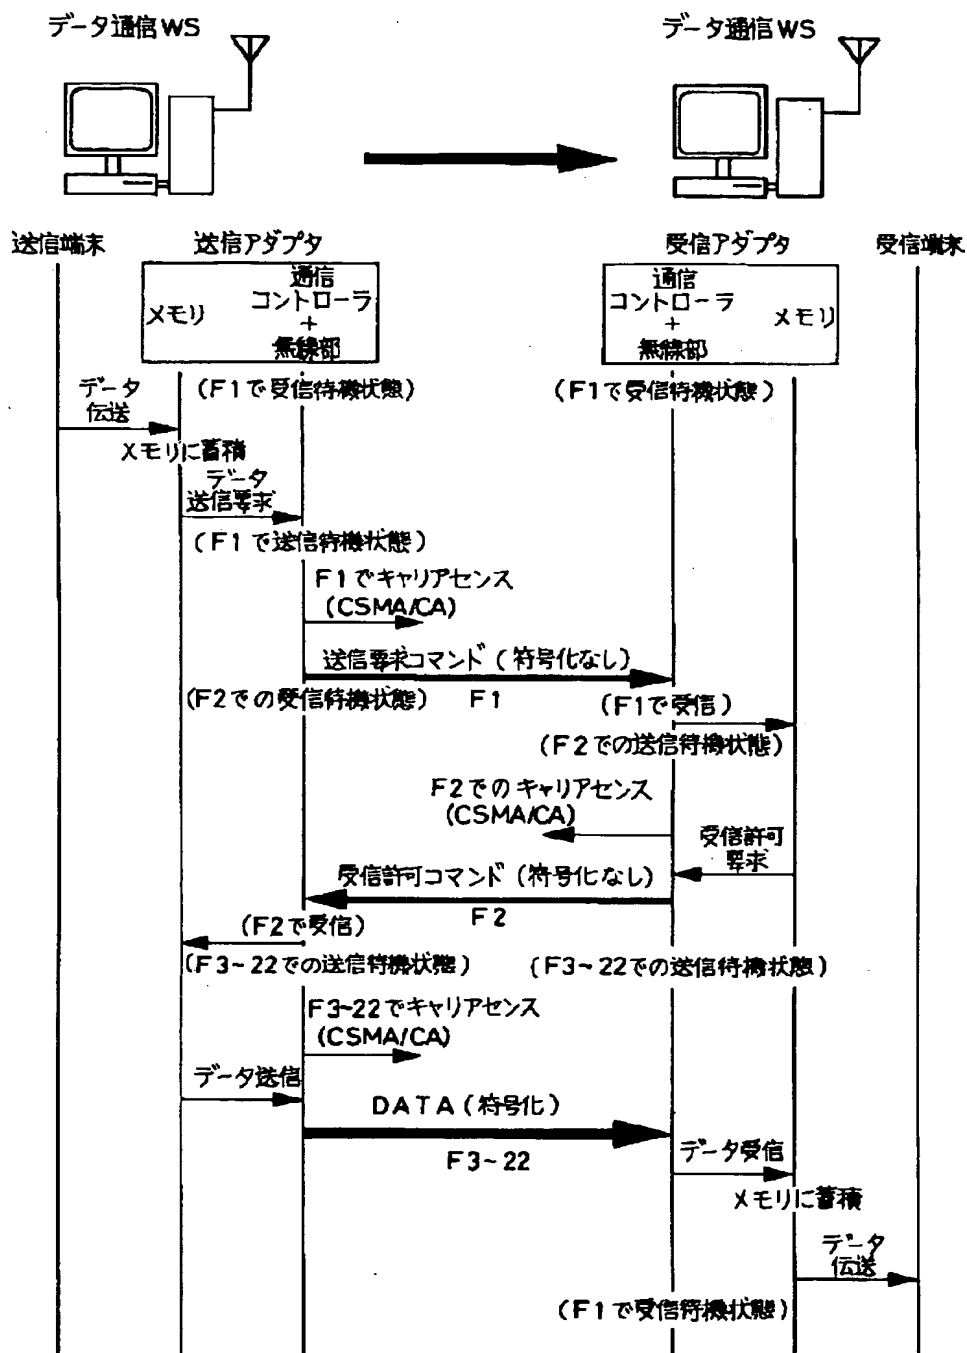 データ通信WS
データ通信WS
送信端末
送信アダプタ
受信アダプタ
受信端末
メモリ
通信
コントローラ
+
無線部
通信
コントローラ
+
無線部
メモリ
データ
伝送
(F1で受信待機状態)
(F1で受信待機状態)
メモリに蓄積
データ
送信要求
(F1で送信待機状態)
F1でキャリアセンス
(CSMA/CA)
送信要求コマンド(符号化なし)
F1
(F2での受信待機状態)
(F1で受信)
(F2での送信待機状態)
F2でのキャリアセンス
(CSMA/CA)
受信許可
要求
受信許可コマンド(符号化なし)
F2
(F2で受信)
(F3~22での送信待機状態)
(F3~22での送信待機状態)
F3~22でキャリアセンス
(CSMA/CA)
データ送信
DATA(符号化)
F3~22
データ受信
メモリに蓄積
データ
伝送
(F1で受信待機状態)